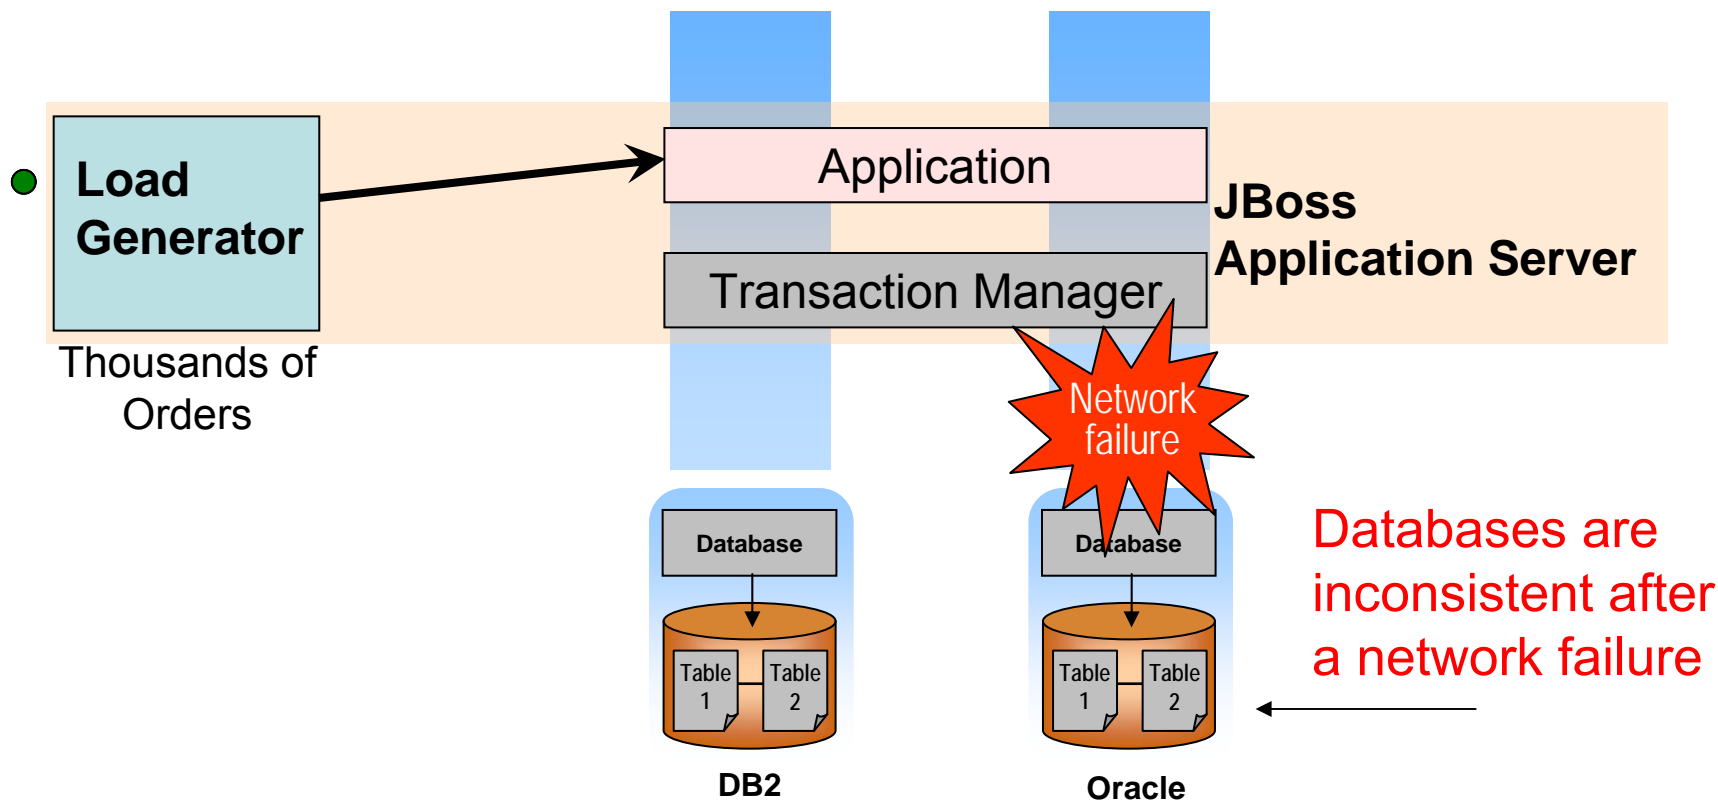 Load
Generator
Thousands of
Orders
Application
Transaction Manager
JBoss
Application Server
Network
failure
Database
Table
1
Table
2
DB2
Database
Table
1
Table
2
Oracle
Databases are
inconsistent after
a network failure